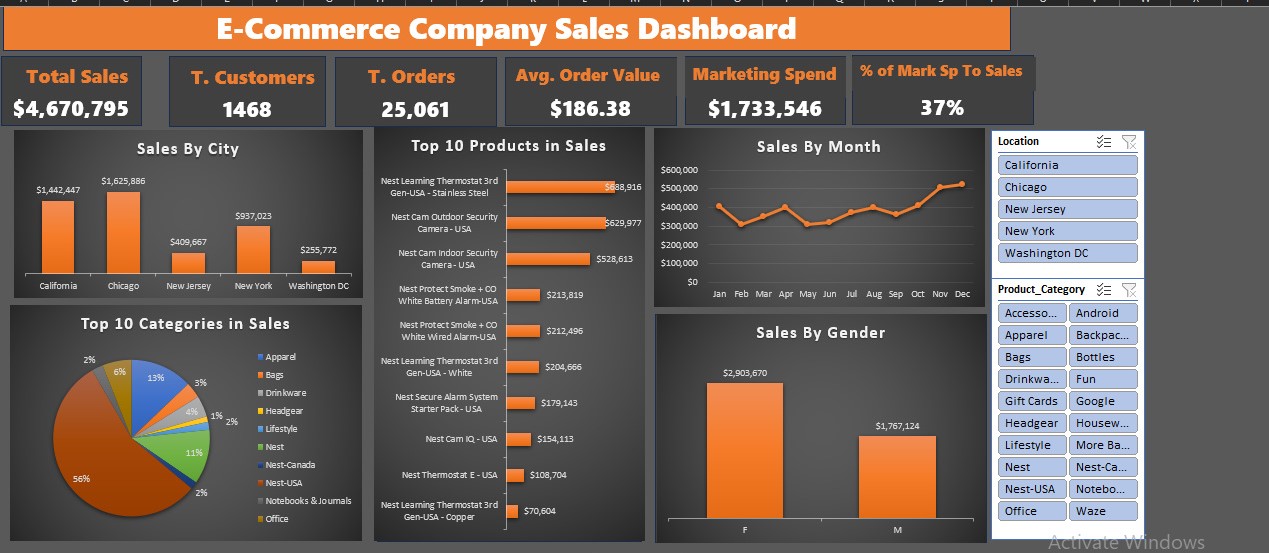 E-Commerce Company Sales Dashboard
Total Sales
$4,670,795
T. Customers
1468
T. Orders
25,061
Avg. Order Value
$186.38
Marketing Spend
$1,733,546
% of Mark Sp To Sales
37%
Sales By City
$1,442,447
$1,625,886
$409,667
$937,023
$255,772
California
Chicago
New Jersey
New York
Washington DC
Top 10 Categories in Sales
2%
6%
13%
3%
4%
1%
2%
11%
2%
56%
Apparel
Bags
Drinkware
Headgear
Lifestyle
Nest
Nest-Canada
Nest-USA
Notebooks & Journals
Office
Top 10 Products in Sales
Nest Learning Thermostat 3rd
Gen-USA - Stainless Steel
$688,916
Nest Cam Outdoor Security
Camera - USA
$629,977
Nest Cam Indoor Security
Camera - USA
$528,613
Nest Protect Smoke + CO
White Battery Alarm-USA
$213,819
Nest Protect Smoke + CO
White Wired Alarm-USA
$212,496
Nest Learning Thermostat 3rd
Gen-USA - White
$204,666
Nest Secure Alarm System
Starter Pack - USA
$179,143
Nest Cam IQ - USA
$154,113
Nest Thermostat E - USA
$108,704
Nest Learning Thermostat 3rd
Gen-USA - Copper
$70,604
Sales By Month
$600,000
$500,000
$400,000
$300,000
$200,000
$100,000
$0
Jan Feb Mar Apr May Jun Jul Aug Sep Oct Nov Dec
Sales By Gender
$2,903,670
$1,767,124
F
M
Location
California
Chicago
New Jersey
New York
Washington DC
Product_Category
Accesso... Android
Apparel Backpac...
Bags Bottles
Drinkwa... Fun
Gift Cards Google
Headgear Housew...
Lifestyle More Ba...
Nest Nest-Ca...
Nest-USA Notebo...
Office Waze
Activate Windows